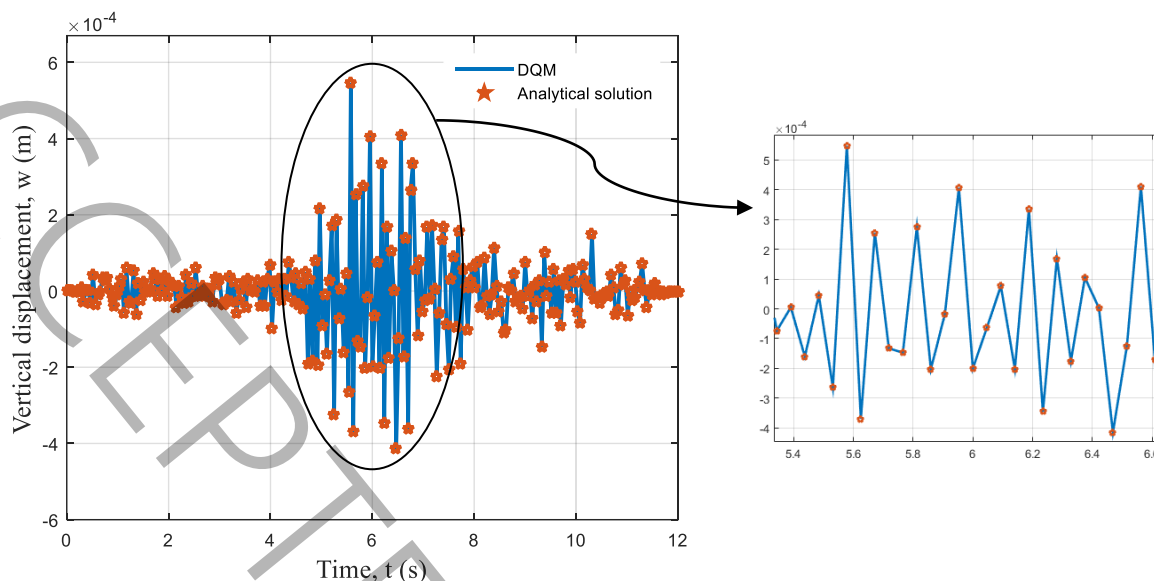 ×10⁻⁴
6
4
2
0
-2
-4
-6
0 2 4 6 8 10 12
Vertical displacement, w (m)
Time, t (s)
DQM
Analytical solution
×10⁻⁴
5
4
3
2
1
0
-1
-2
-3
-4
5.4 5.6 5.8 6 6.2 6.4
CCEPTE